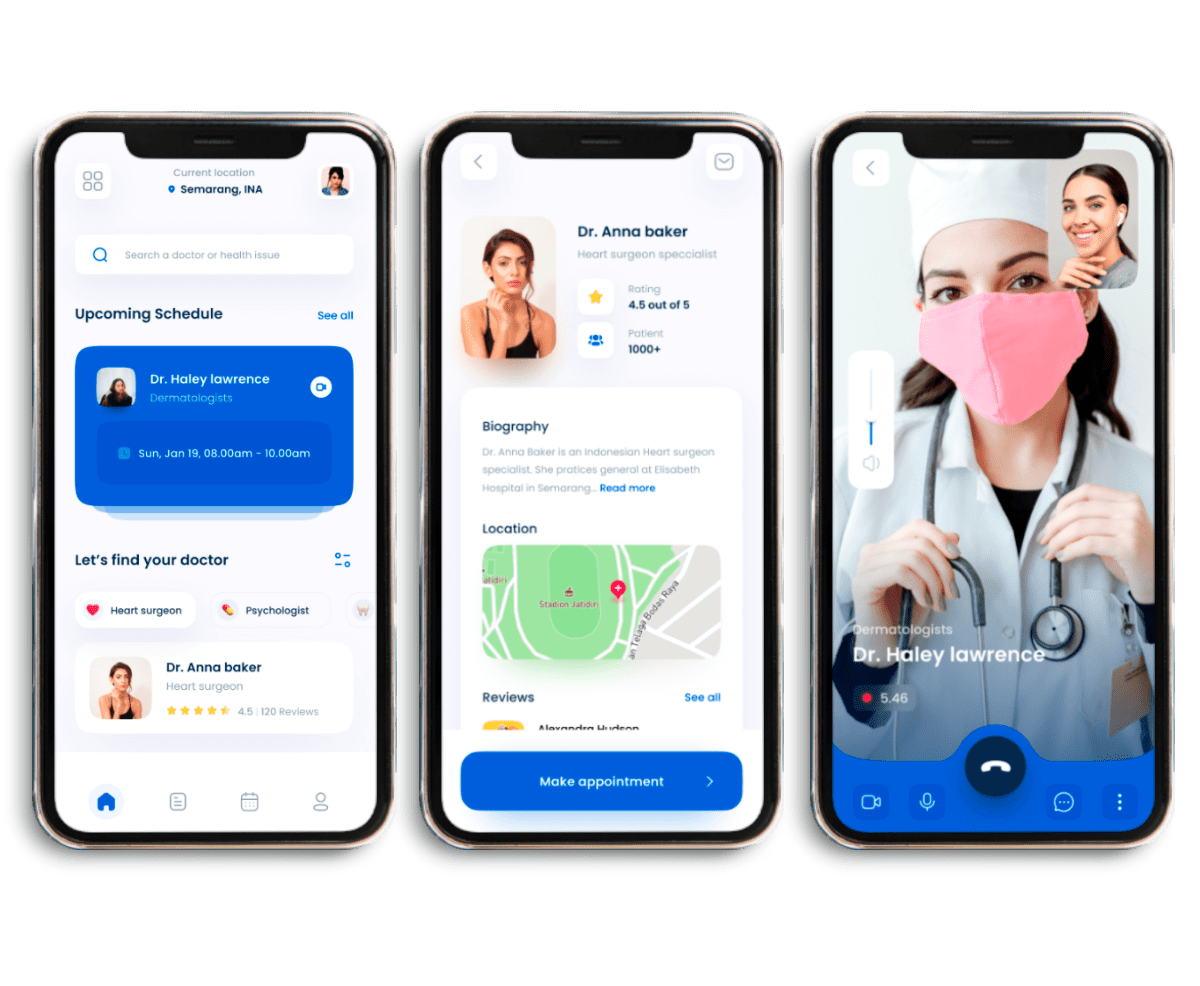 Current location
Semarang, INA
Search a doctor or health issue
Upcoming Schedule
See all
Dr. Haley lawrence
Dermatologists
Sun, Jan 19, 08.00am - 10.00am
Let's find your doctor
Heart surgeon
Psychologist
Dr. Anna baker
Heart surgeon
4.5 | 120 Reviews
Dr. Anna baker
Heart surgeon speccialist
Rating
4.5 out of 5
Patient
1000+
Biography
Dr. Anna Baker is an Indonesian Heart surgeon
specialist. She pratices general at Elisabeth
Hospital in Semarang... Read more
Location
Jatidiri
Stadion Jatidiri
an Telaga Bodas Raya
Reviews
See all
Alexandra Hudson
Make appointment
Dermatologists
Dr. Haley lawrence
5.46